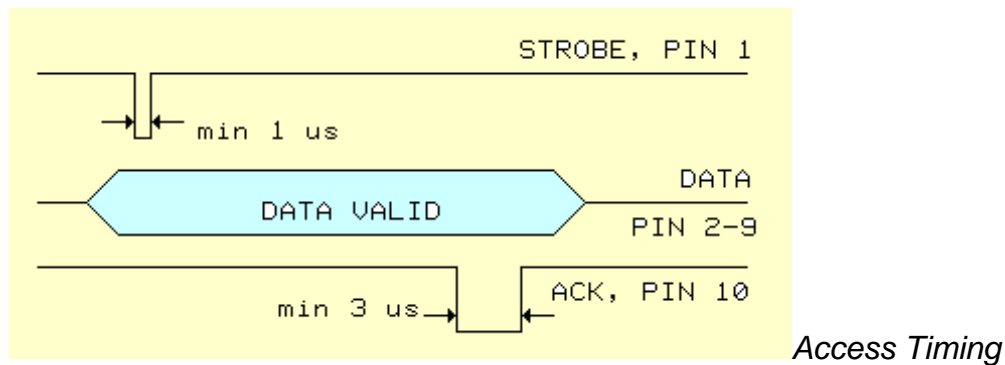 STROBE, PIN 1
min 1 us
DATA
DATA VALID
PIN 2-9
ACK, PIN 10
min 3 us
Access Timing